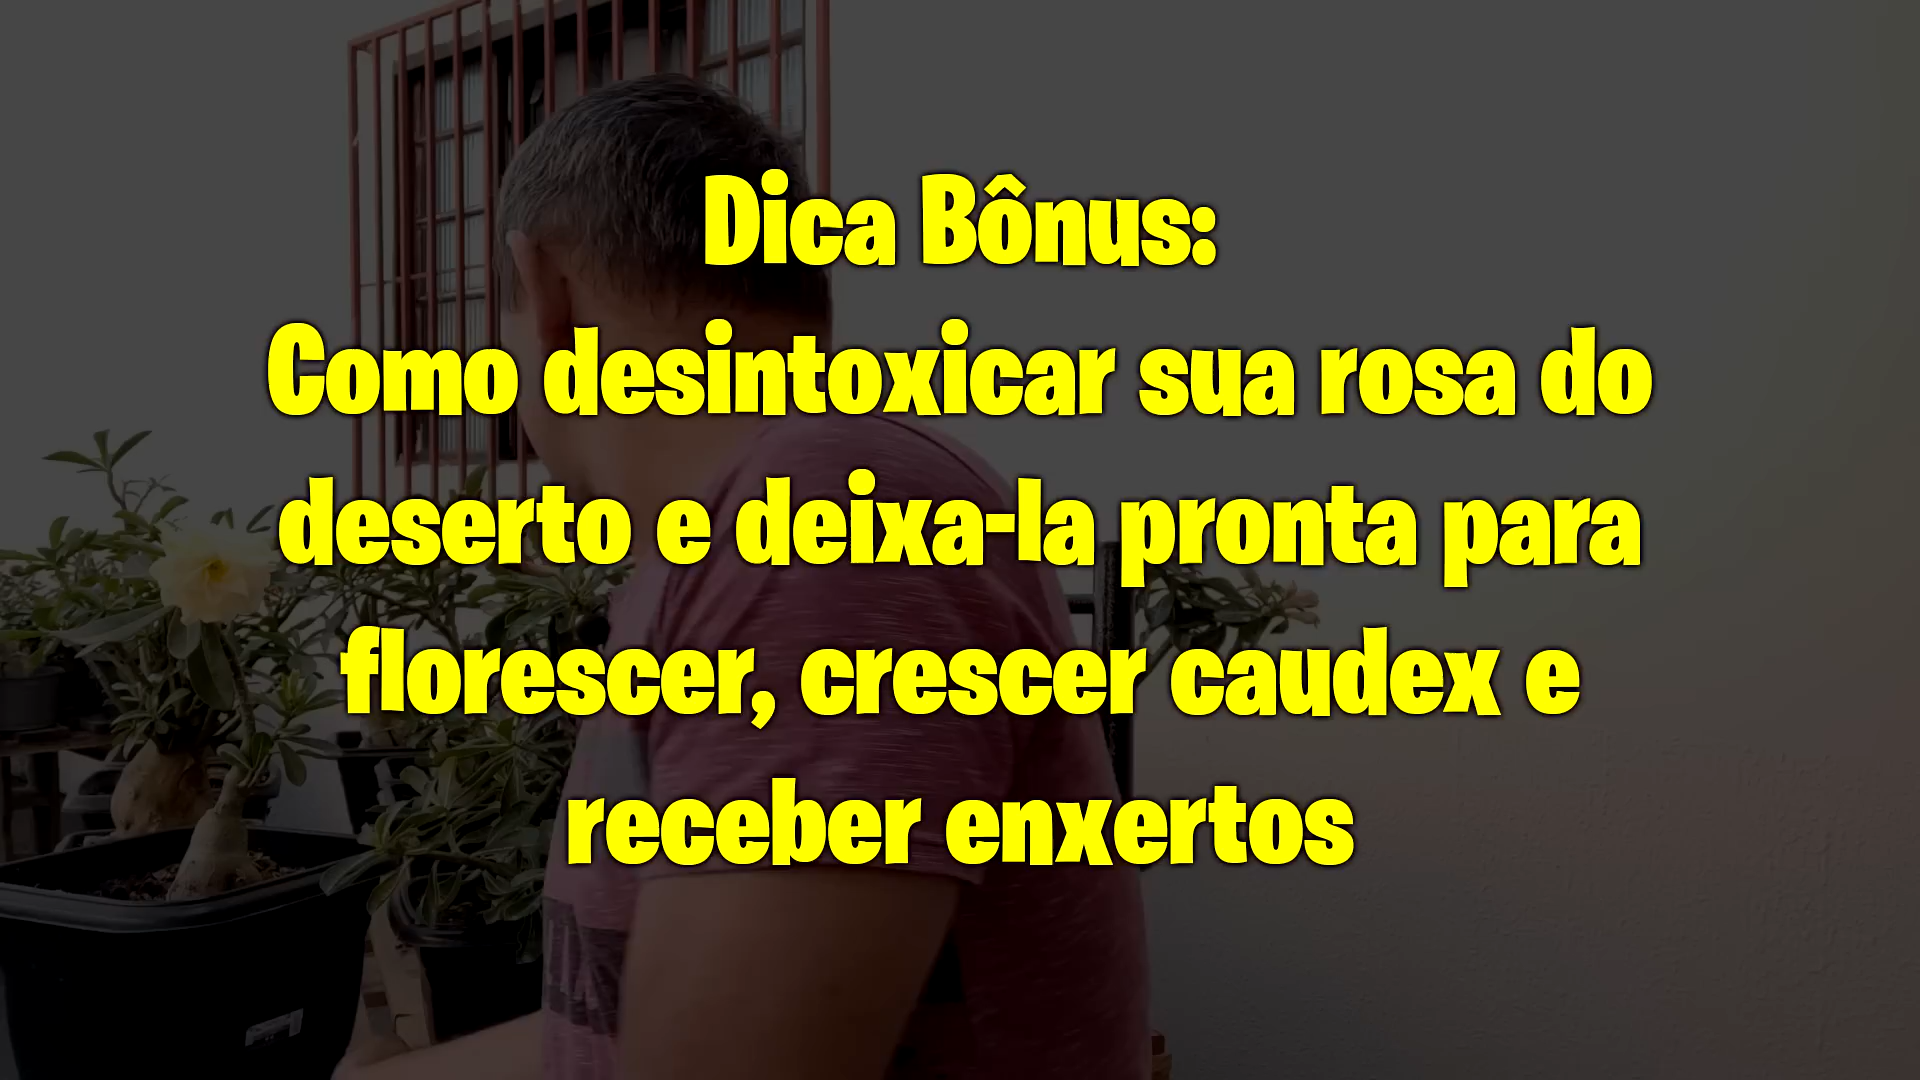 Dica Bônus:
Como desintoxicar sua rosa do
deserto e deixa-la pronta para
florescer, crescer caudex e
receber enxertos